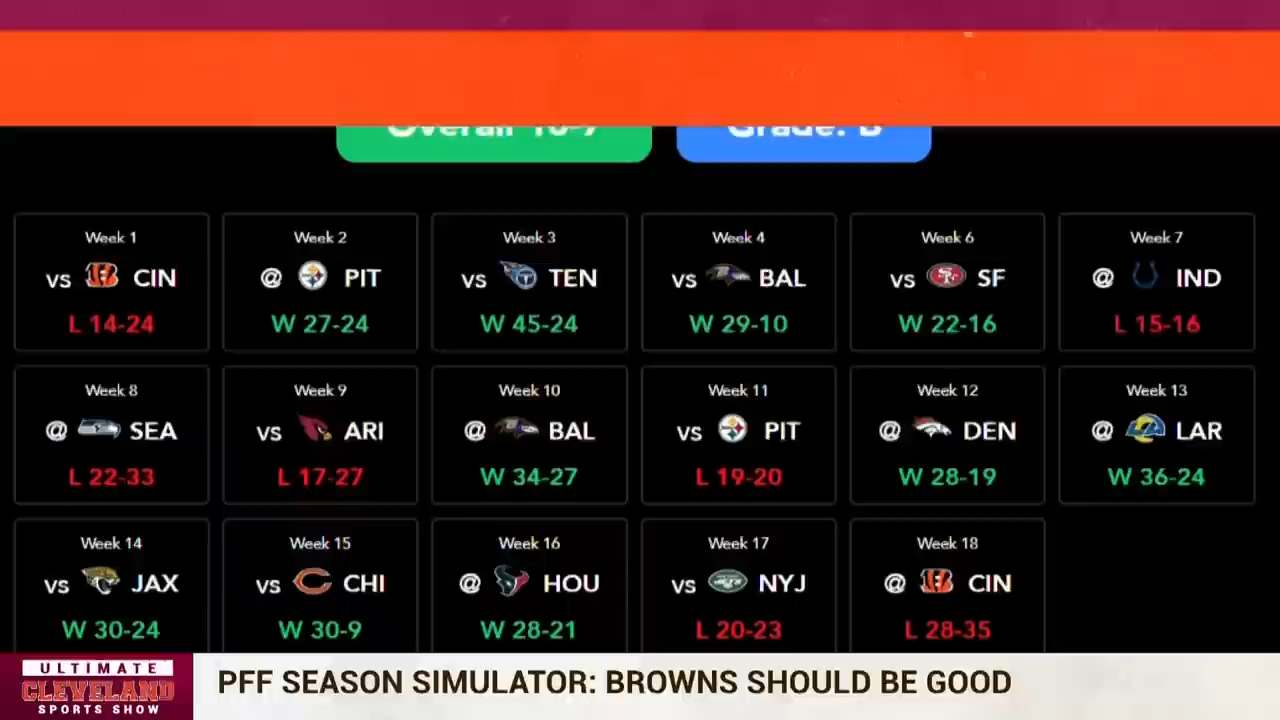 Overall 10-7 Grade: B
Week 1 Week 2 Week 3 Week 4 Week 6 Week 7
vs CIN @ PIT vs TEN vs BAL vs SF @ IND
L 14-24 W 27-24 W 45-24 W 29-10 W 22-16 L 15-16
Week 8 Week 9 Week 10 Week 11 Week 12 Week 13
@ SEA vs ARI @ BAL vs PIT @ DEN @ LAR
L 22-33 L 17-27 W 34-27 L 19-20 W 28-19 W 36-24
Week 14 Week 15 Week 16 Week 17 Week 18
vs JAX vs CHI @ HOU vs NYJ @ CIN
W 30-24 W 30-9 W 28-21 L 20-23 L 28-35
ULTIMATE
CLEVELAND
SPORTS SHOW
PFF SEASON SIMULATOR: BROWNS SHOULD BE GOOD